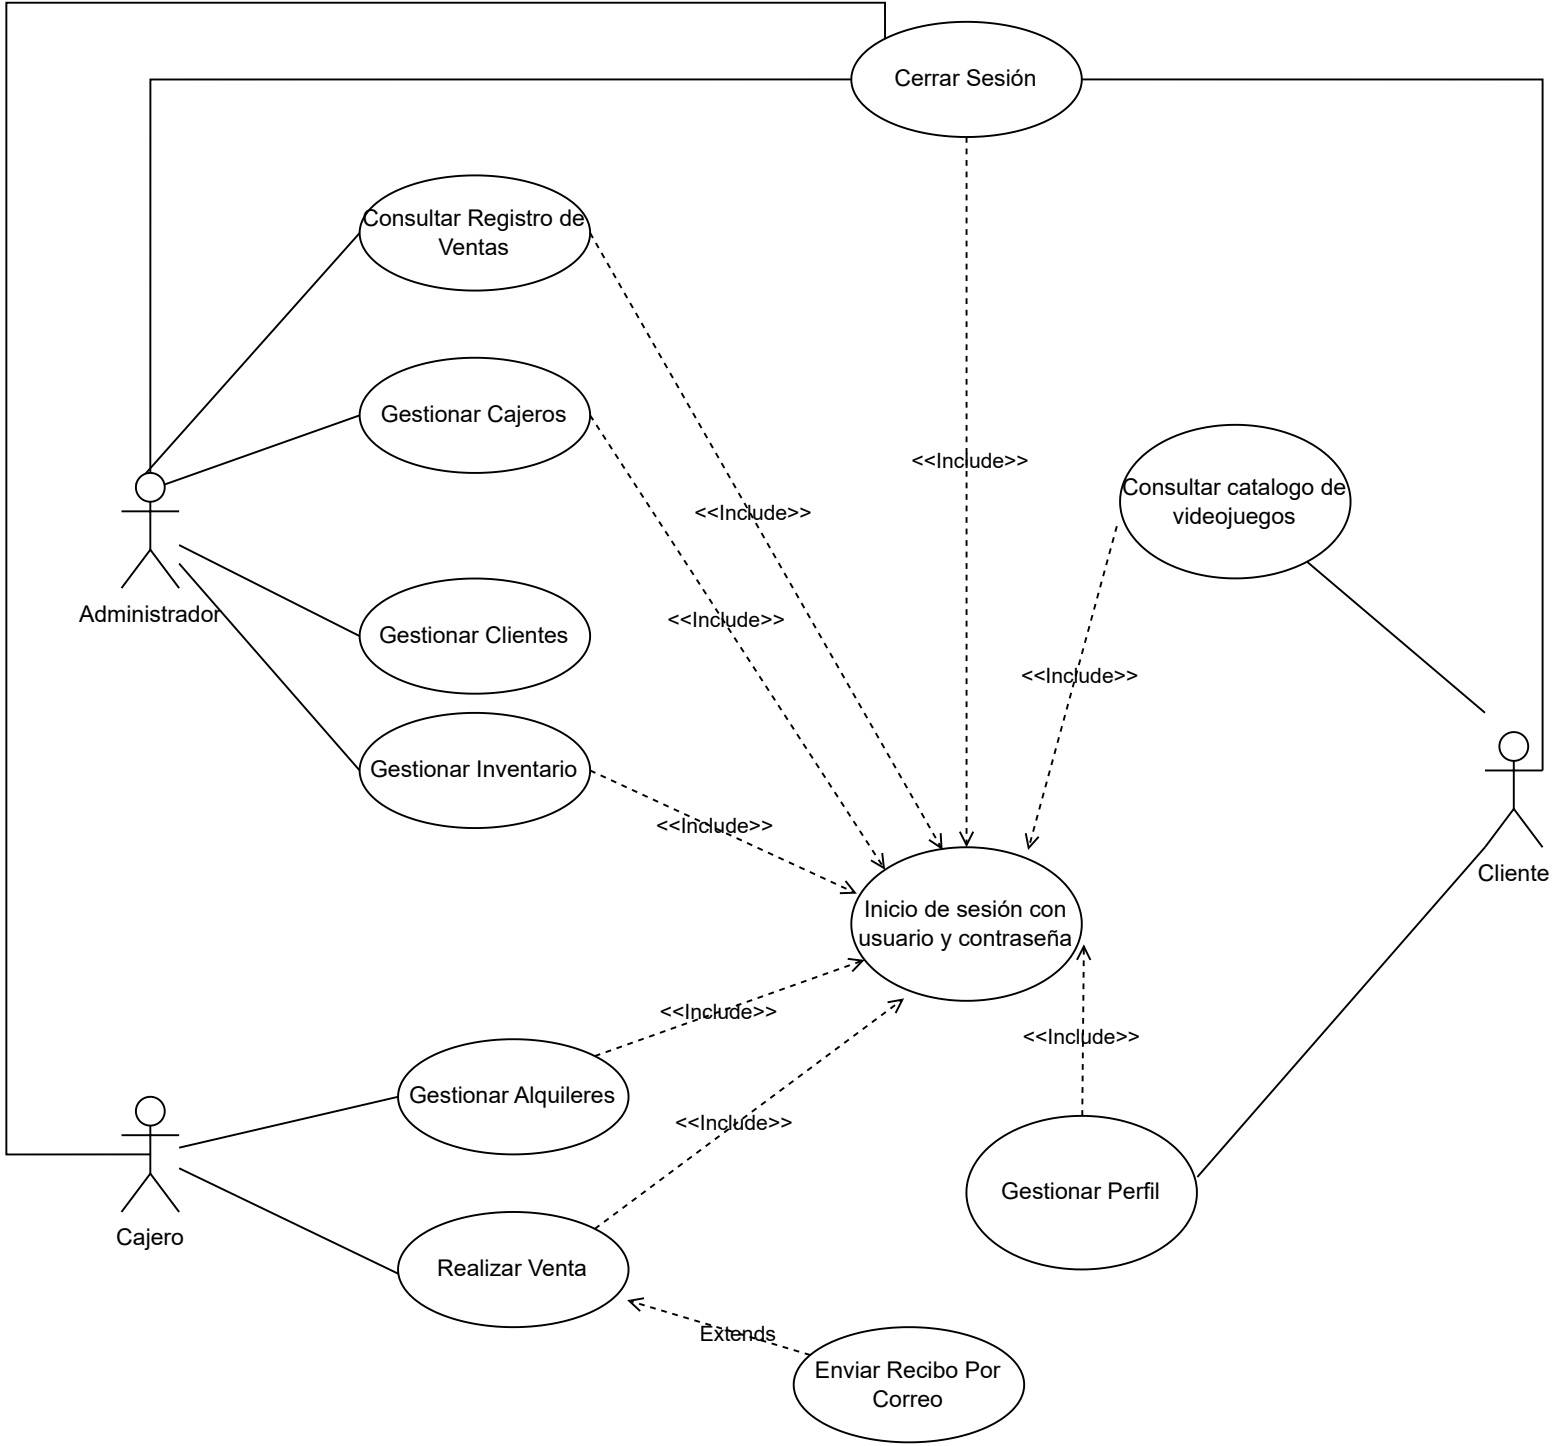 Cerrar Sesión
Consultar Registro de
Ventas
Gestionar Cajeros
<<Include>>
Consultar catalogo de
videojuegos
<<Include>>
Administrador
<<Include>>
Gestionar Clientes
<<Include>>
Gestionar Inventario
<<Include>>
Cliente
Inicio de sesión con
usuario y contraseña
<<Include>>
<<Include>>
Gestionar Alquileres
<<Include>>
Gestionar Perfil
Cajero
Realizar Venta
Extends
Enviar Recibo Por
Correo